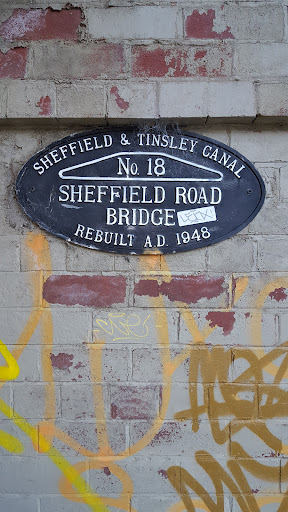 SHEFFIELD & TINSLEY CANAL
No. 18
SHEFFIELD ROAD
BRIDGE
REBUILT A.D. 1948